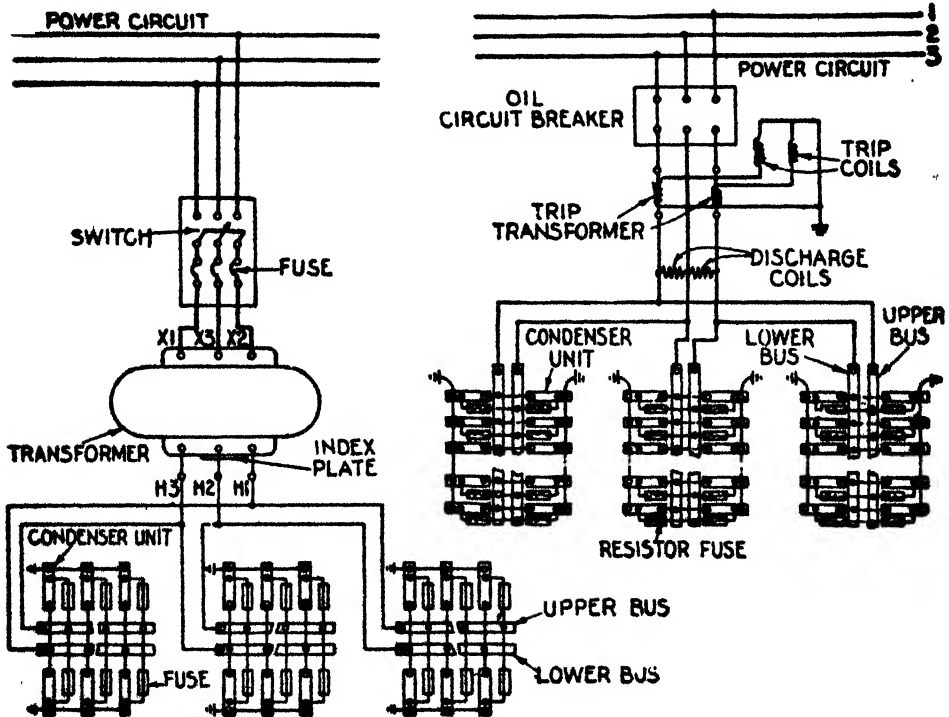 POWER CIRCUIT
SWITCH
FUSE
X1 X3 X2
TRANSFORMER
INDEX
PLATE
H3 H2 H1
CONDENSER UNIT
FUSE
UPPER BUS
LOWER BUS
1
2
3
POWER CIRCUIT
OIL
CIRCUIT BREAKER
TRIP
COILS
TRIP
TRANSFORMER
DISCHARGE
COILS
CONDENSER
UNIT
LOWER
BUS
UPPER
BUS
RESISTOR FUSE